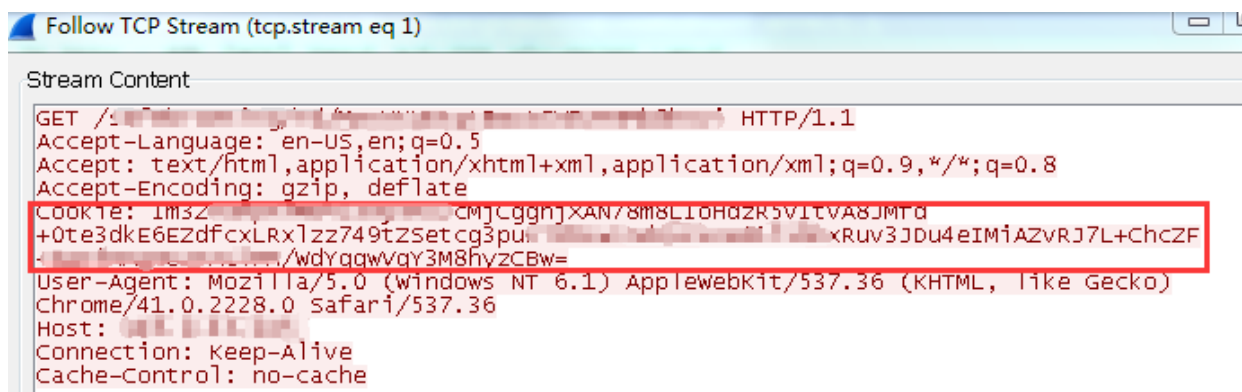 Follow TCP Stream (tcp.stream eq 1)
Stream Content
GET / HTTP/1.1
Accept-Language: en-US,en;q=0.5
Accept: text/html,application/xhtml+xml,application/xml;q=0.9,*/*;q=0.8
Accept-Encoding: gzip, deflate
Cookie:
+0te3dkE6EZdfcxLRxlzz749tZSetcg3pu xRuv3JDu4eIMiAZvRJ7L+ChcZF
/WdYqqwVqY3M8hyzCBw=
User-Agent: Mozilla/5.0 (Windows NT 6.1) AppleWebKit/537.36 (KHTML, like Gecko)
Chrome/41.0.2228.0 Safari/537.36
Host:
Connection: Keep-Alive
Cache-Control: no-cache